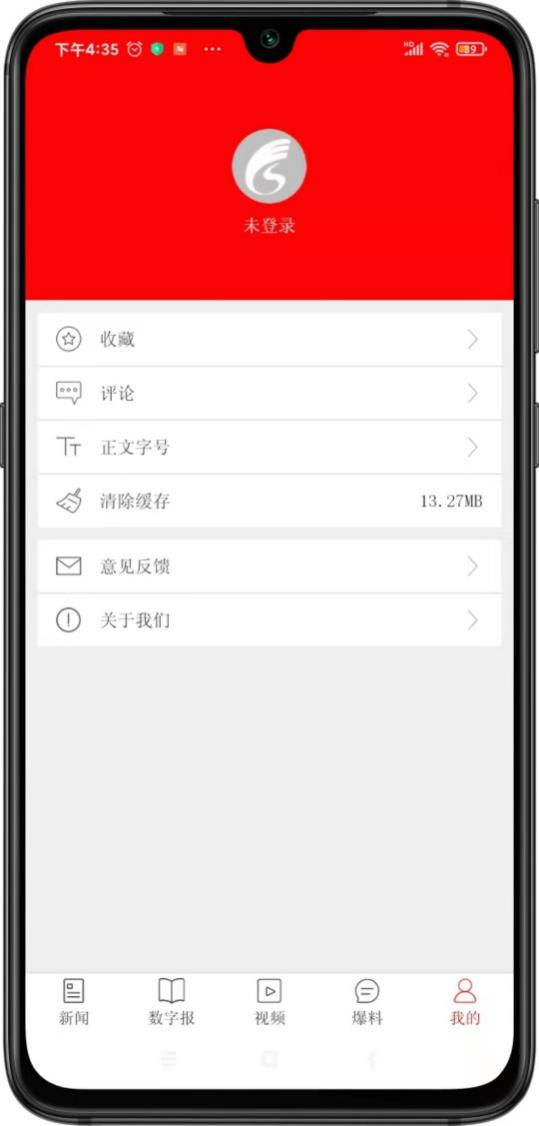 下午4:35
HD
39
未登录
收藏
评论
正文字号
清除缓存 13.27MB
意见反馈
关于我们
新闻 数字报 视频 爆料 我的